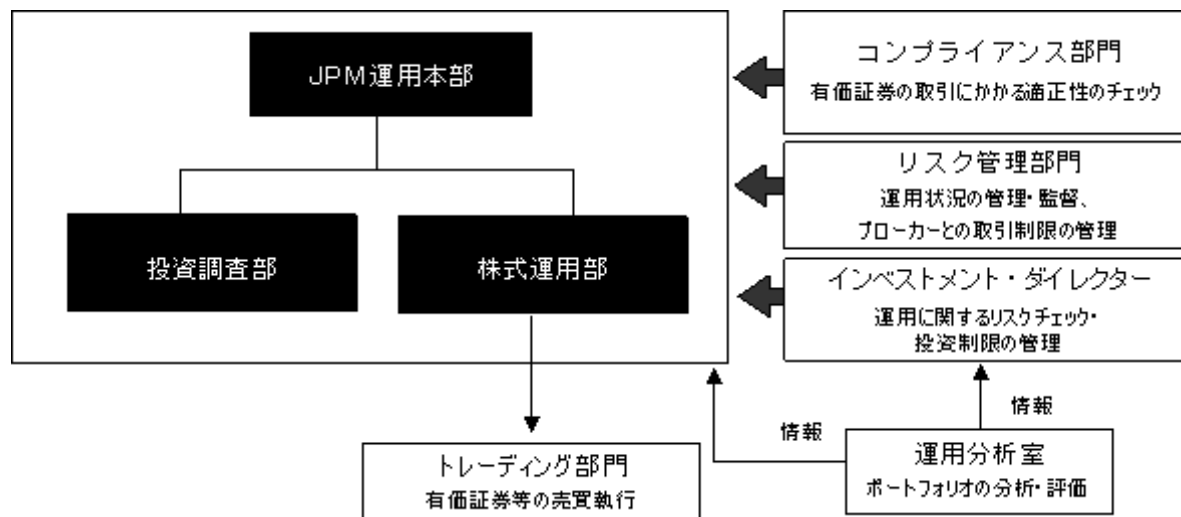 JPM運用本部
投資調査部
株式運用部
コンプライアンス部門
有価証券の取引にかかる適正性のチェック
リスク管理部門
運用状況の管理・監督、
ブローカーとの取引制限の管理
インベストメント・ダイレクター
運用に関するリスクチェック・
投資制限の管理
情報
情報
トレーディング部門
有価証券等の売買執行
運用分析室
ポートフォリオの分析・評価